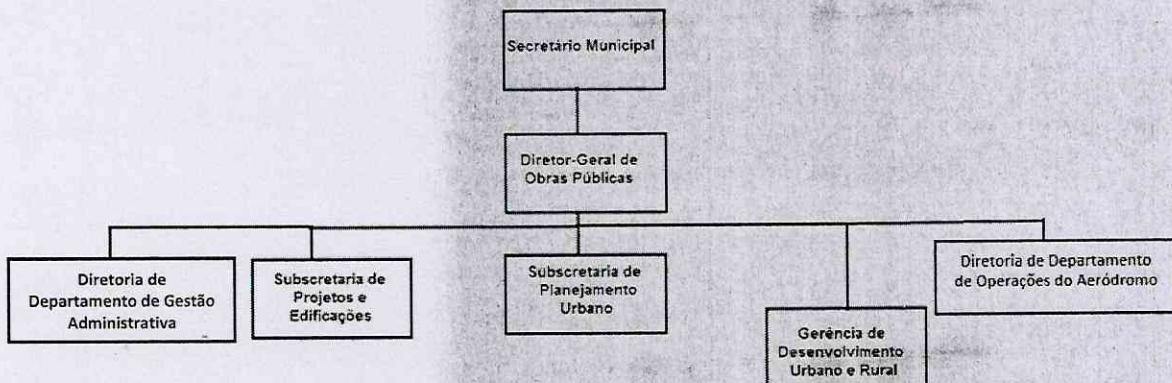 Secretário Municipal
Diretor-Geral de
Obras Públicas
Diretoria de
Departamento de Gestão
Administrativa
Subscretaria de
Projetos e
Edificações
Subscretaria de
Planejamento
Urbano
Gerência de
Desenvolvimento
Urbano e Rural
Diretoria de Departamento
de Operações do Aeródromo